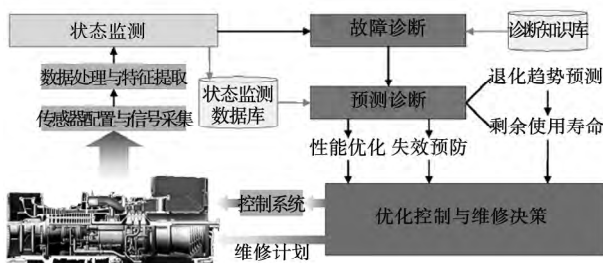 状态监测
故障诊断
诊断知识库
数据处理与特征提取
状态监测
数据库
预测诊断
退化趋势预测
传感器配置与信号采集
剩余使用寿命
性能优化
失效预防
控制系统
优化控制与维修决策
维修计划